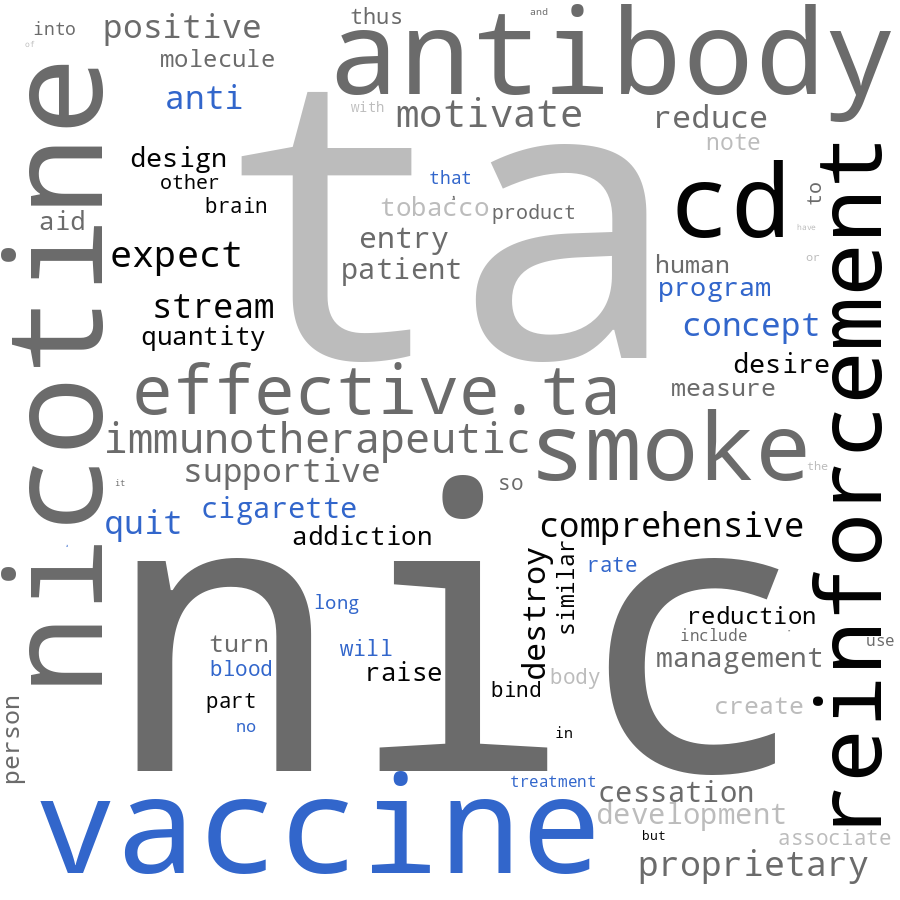 and
thus
into
positive
of
antibody
molecule
anti
with
motivate
reduce
note
nicotine
ta
design
other
that
brain
tobacco
product
cd
to
reinforcement
aid
expect
entry
patient
human
have
or
program
stream
quantity
concept
desire
measure
effective.ta
immunotherapeutic
smoke
supportive
the
it
so
quit
cigarette
addiction
comprehensive
nic
destroy
similar
rate
long
reduction
turn
will
include
use
blood
raise
management
part
bind
body
create
no
in
person
treatment
cessation
vaccine
development
but
associate
proprietary